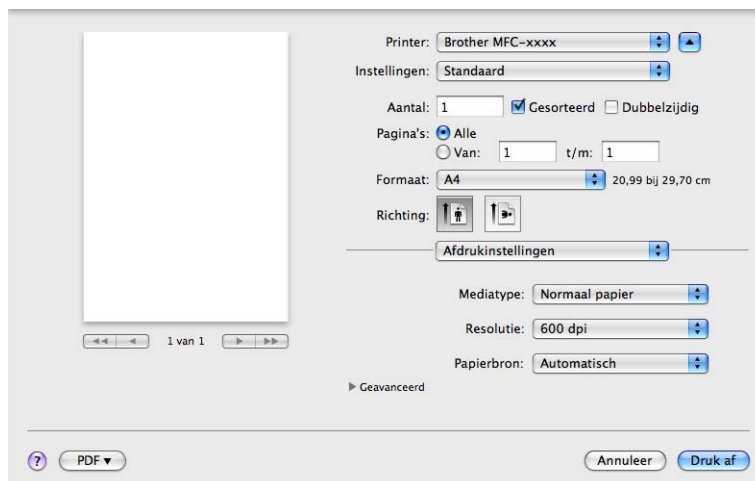 Printer: Brother MFC-xxxx
Instellingen: Standaard
Aantal: 1 Gesorteerd Dubbelzijdig
Pagina's: Alle
Van: 1 t/m: 1
Formaat: A4 20,99 bij 29,70 cm
Richting:
Afdrukinstellingen
Mediatype: Normaal papier
1 van 1
Resolutie: 600 dpi
Papierbron: Automatisch
Geavanceerd
? PDF Annuleer Druk af